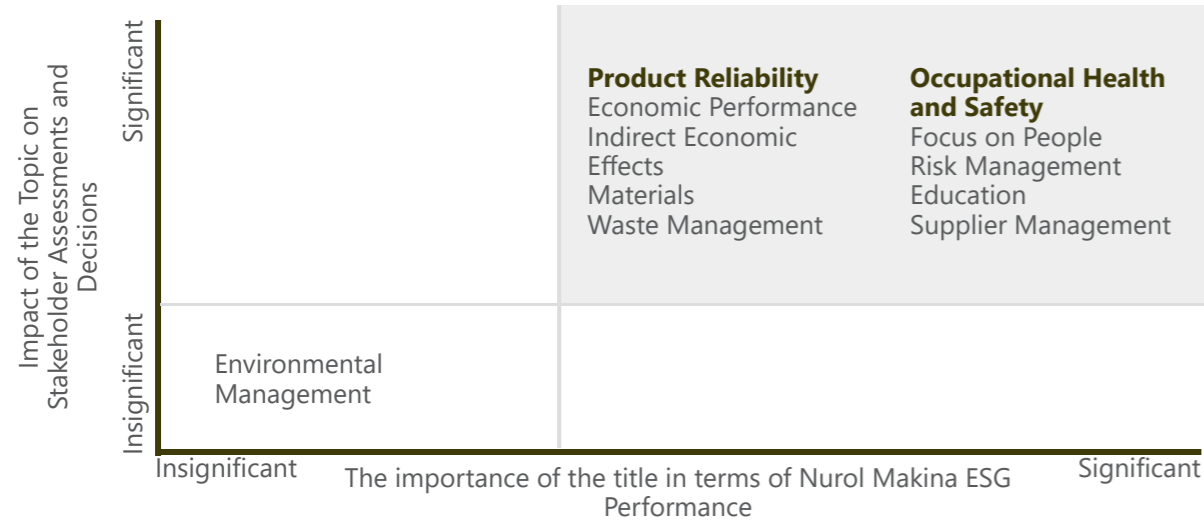 Impact of the Topic on
Stakeholder Assessments and
Decisions
Significant
Insignificant
Product Reliability
Economic Performance
Indirect Economic
Effects
Materials
Waste Management
Occupational Health
and Safety
Focus on People
Risk Management
Education
Supplier Management
Environmental
Management
Insignificant
The importance of the title in terms of Nurol Makina ESG
Performance
Significant